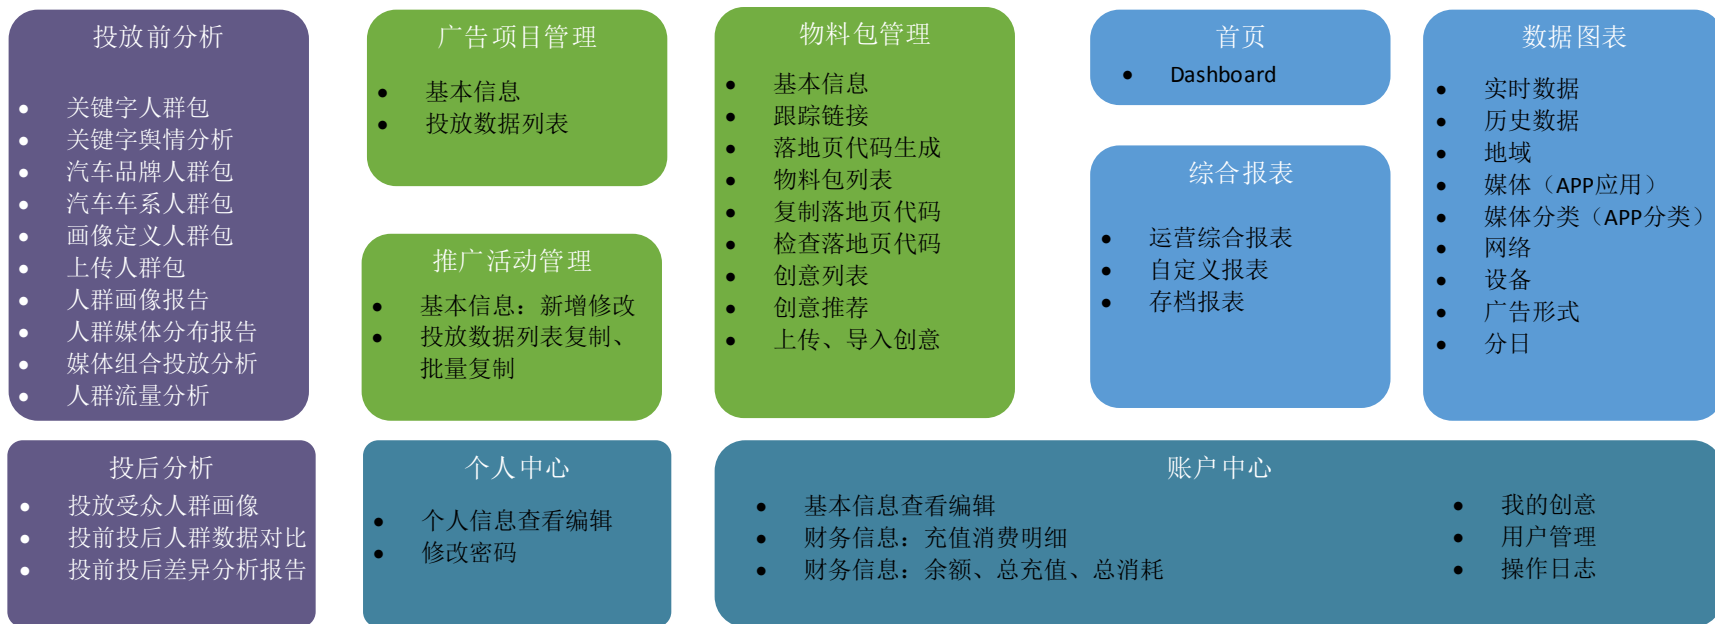 投放前分析
关键字人群包
关键字舆情分析
汽车品牌人群包
汽车车系人群包
画像定义人群包
上传人群包
人群画像报告
人群媒体分布报告
媒体组合投放分析
人群流量分析
广告项目管理
基本信息
投放数据列表
推广活动管理
基本信息：新增修改
投放数据列表复制、
批量复制
物料包管理
基本信息
跟踪链接
落地页代码生成
物料包列表
复制落地页代码
检查落地页代码
创意列表
创意推荐
上传、导入创意
首页
Dashboard
综合报表
运营综合报表
自定义报表
存档报表
数据图表
实时数据
历史数据
地域
媒体（APP应用）
媒体分类（APP分类）
网络
设备
广告形式
分日
投后分析
投放受众人群画像
投前投后人群数据对比
投前投后差异分析报告
个人中心
个人信息查看编辑
修改密码
账户中心
基本信息查看编辑
财务信息：充值消费明细
财务信息：余额、总充值、总消耗
我的创意
用户管理
操作日志